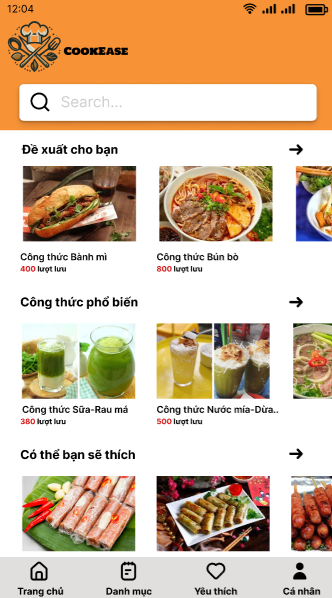 12:04
CookEase
Search...
Đề xuất cho bạn
Công thức Bành mì
400 lượt lưu
Công thức Bún bò
800 lượt lưu
Công thức phổ biến
Công thức Sữa-Rau má
380 lượt lưu
Công thức Nước mía-Dừa..
500 lượt lưu
Có thể bạn sẽ thích
Trang chủ
Danh mục
Yêu thích
Cá nhân